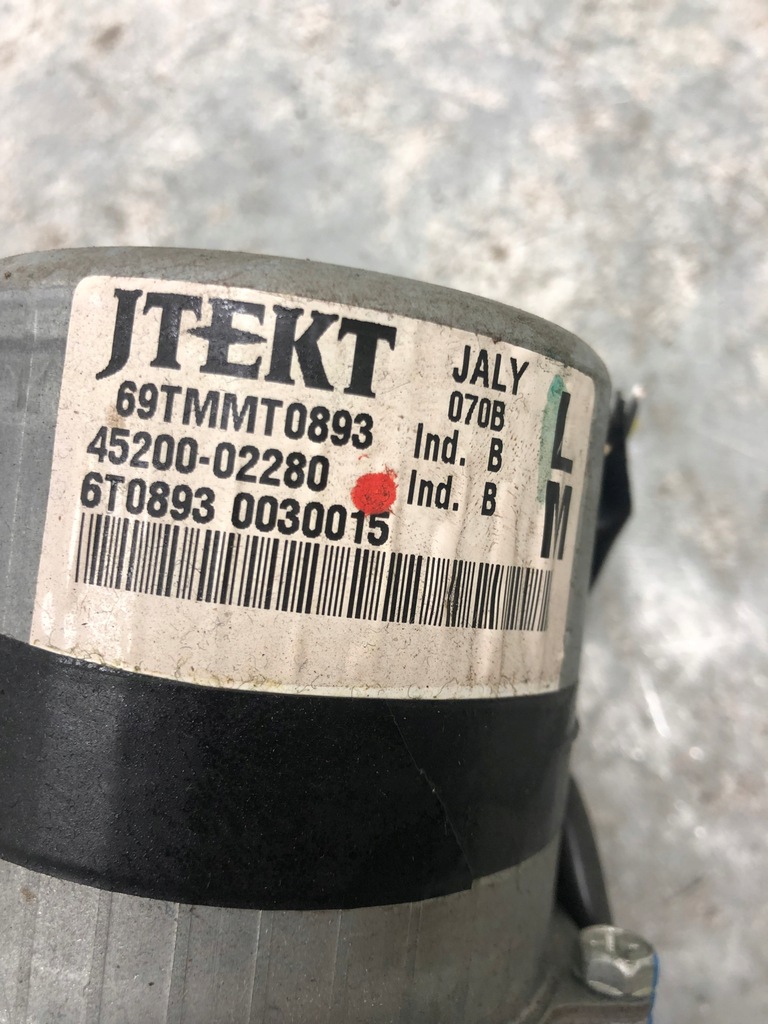 JTEKT
69TMMT0893
45200-02280
6T0893 0030015
JALY
070B
Ind. B
Ind. B
L
M